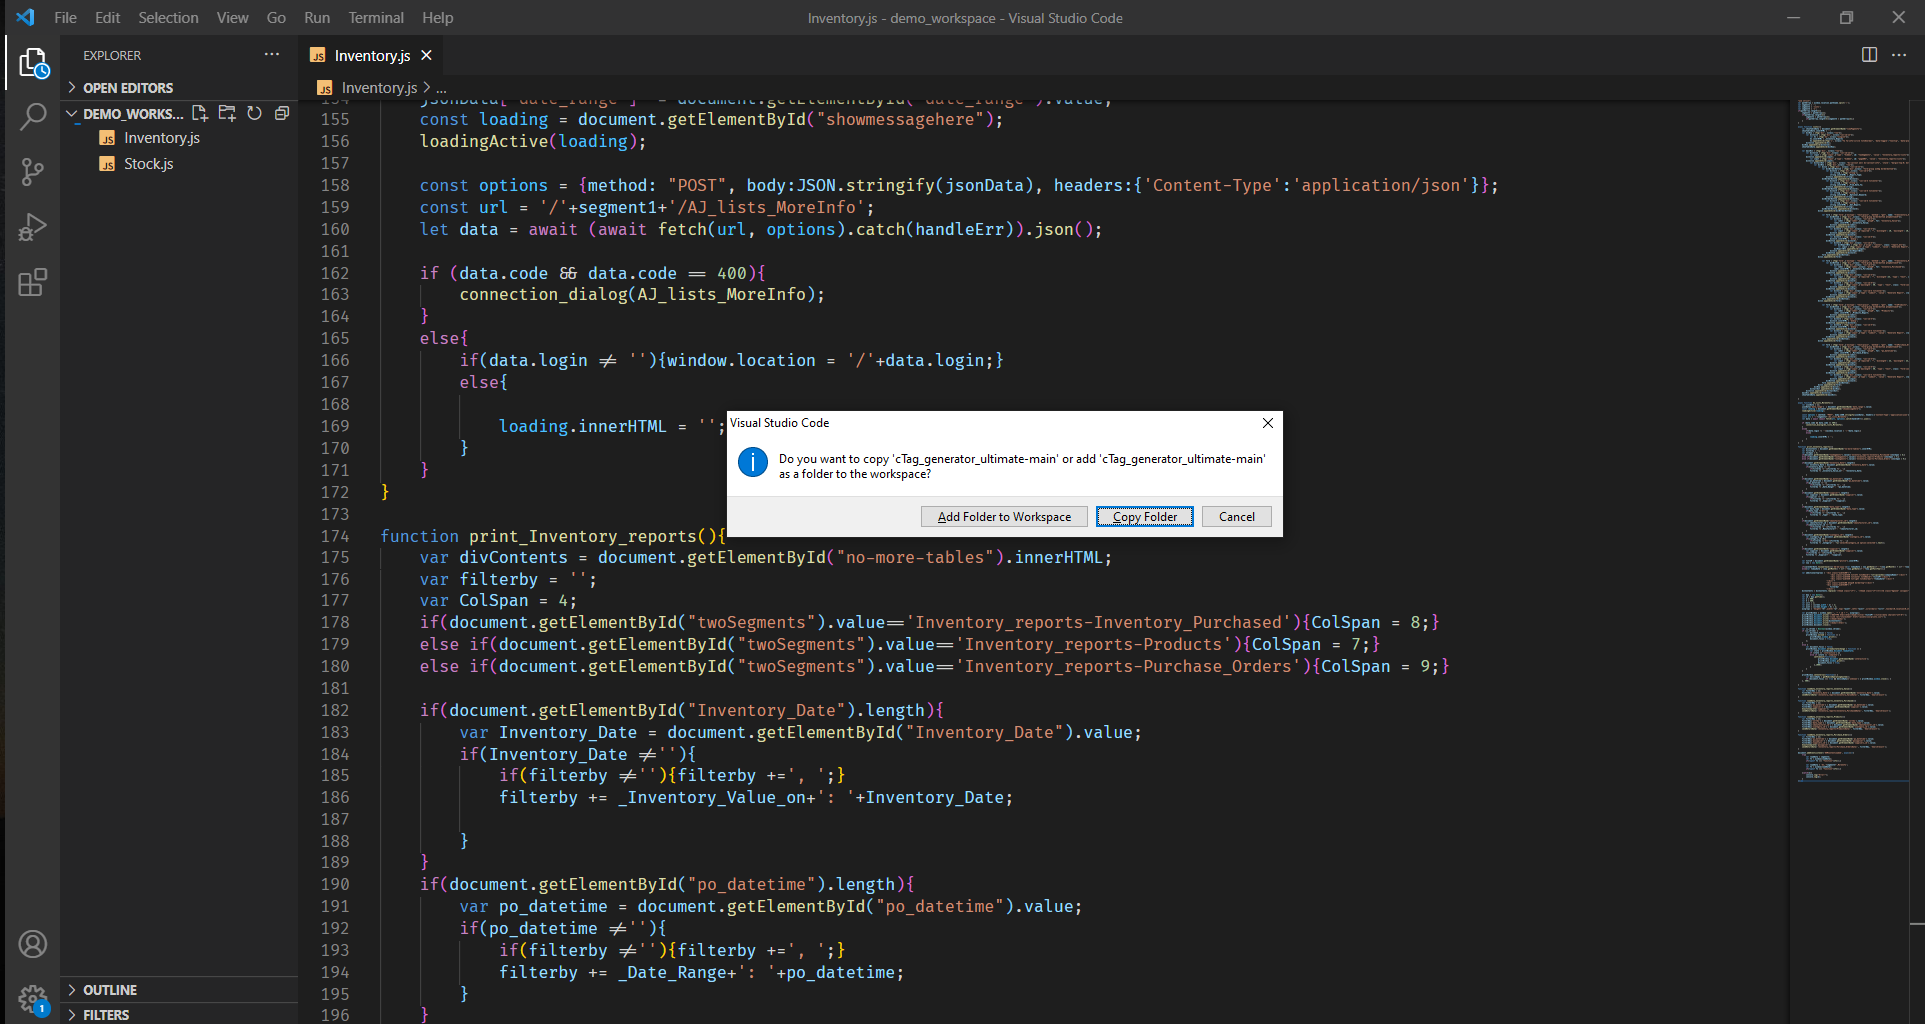 File Edit Selection View Go Run Terminal Help
Inventory.js - demo_workspace - Visual Studio Code
EXPLORER
OPEN EDITORS
DEMO_WORKS...
Inventory.js
Stock.js
OUTLINE
FILTERS
1
Inventory.js
Inventory.js > ...
154 jsonData["date_range"] = document.getElementById("date_range").value;
155 const loading = document.getElementById("showmessagehere");
156 loadingActive(loading);
157
158 const options = {method: "POST", body:JSON.stringify(jsonData), headers:{'Content-Type':'application/json'}};
159 const url = '/'+segment1+'/AJ_lists_MoreInfo';
160 let data = await (await fetch(url, options).catch(handleErr)).json();
161
162 if (data.code && data.code == 400){
163 connection_dialog(AJ_lists_MoreInfo);
164 }
165 else{
166 if(data.login != ''){window.location = '/'+data.login;}
167 else{
168
169 loading.innerHTML = '';
170 }
171 }
172 }
173
174 function print_Inventory_reports(){
175 var divContents = document.getElementById("no-more-tables").innerHTML;
176 var filterby = '';
177 var ColSpan = 4;
178 if(document.getElementById("twoSegments").value=='Inventory_reports-Inventory_Purchased'){ColSpan = 8;}
179 else if(document.getElementById("twoSegments").value=='Inventory_reports-Products'){ColSpan = 7;}
180 else if(document.getElementById("twoSegments").value=='Inventory_reports-Purchase_Orders'){ColSpan = 9;}
181
182 if(document.getElementById("Inventory_Date").length){
183 var Inventory_Date = document.getElementById("Inventory_Date").value;
184 if(Inventory_Date !=''){
185 if(filterby !=''){filterby +=', ';}
186 filterby += _Inventory_Value_on+': '+Inventory_Date;
187
188 }
189 }
190 if(document.getElementById("po_datetime").length){
191 var po_datetime = document.getElementById("po_datetime").value;
192 if(po_datetime !=''){
193 if(filterby !=''){filterby +=', ';}
194 filterby += _Date_Range+': '+po_datetime;
195 }
196 }
Visual Studio Code
Do you want to copy 'cTag_generator_ultimate-main' or add 'cTag_generator_ultimate-main'
as a folder to the workspace?
Add Folder to Workspace
Copy Folder
Cancel